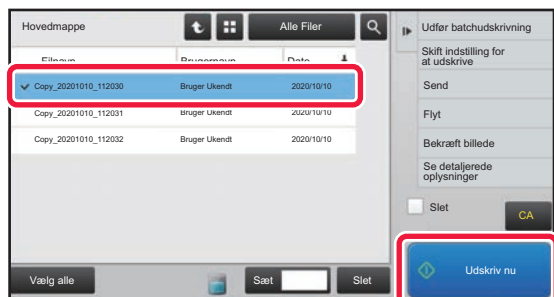 Hovedmappe
Alle Filer
Filnavn Brugernavn Dato
Copy_20201010_112030 Bruger Ukendt 2020/10/10
Copy_20201010_112031 Bruger Ukendt 2020/10/10
Copy_20201010_112032 Bruger Ukendt 2020/10/10
Vælg alle
Sæt
Slet
Udfør batchudskrivning
Skift indstilling for
at udskrive
Send
Flyt
Bekræft billede
Se detaljerede
oplysninger
Slet
CA
Udskriv nu